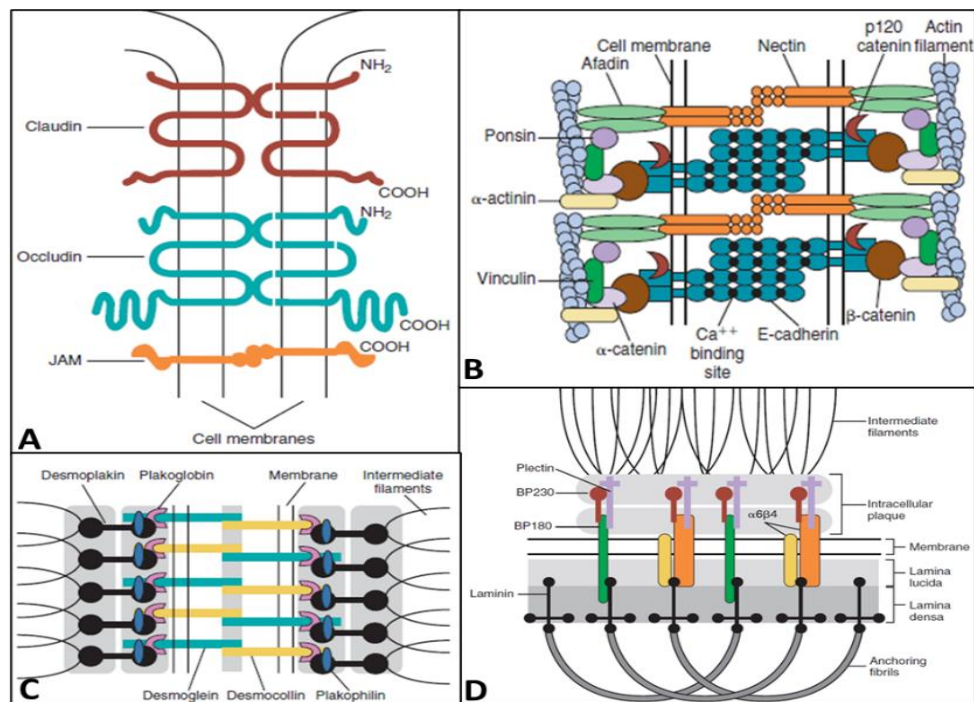 NH2
Claudin
COOH
NH2
Occludin
COOH
COOH
JAM
Cell membranes
A
p120
catenin
Actin
filament
Cell membrane
Nectin
Afadin
Ponsin
α-actinin
Vinculin
α-catenin
Ca++
binding
site
E-cadherin
β-catenin
B
Desmoplakin
Plakoglobin
Membrane
Intermediate
filaments
Desmoglein
Desmocollin
Plakophilin
C
Intermediate
filaments
Plectin
BP230
BP180
α6β4
Intracellular
plaque
Membrane
Lamina
lucida
Laminin
Lamina
densa
Anchoring
fibrils
D